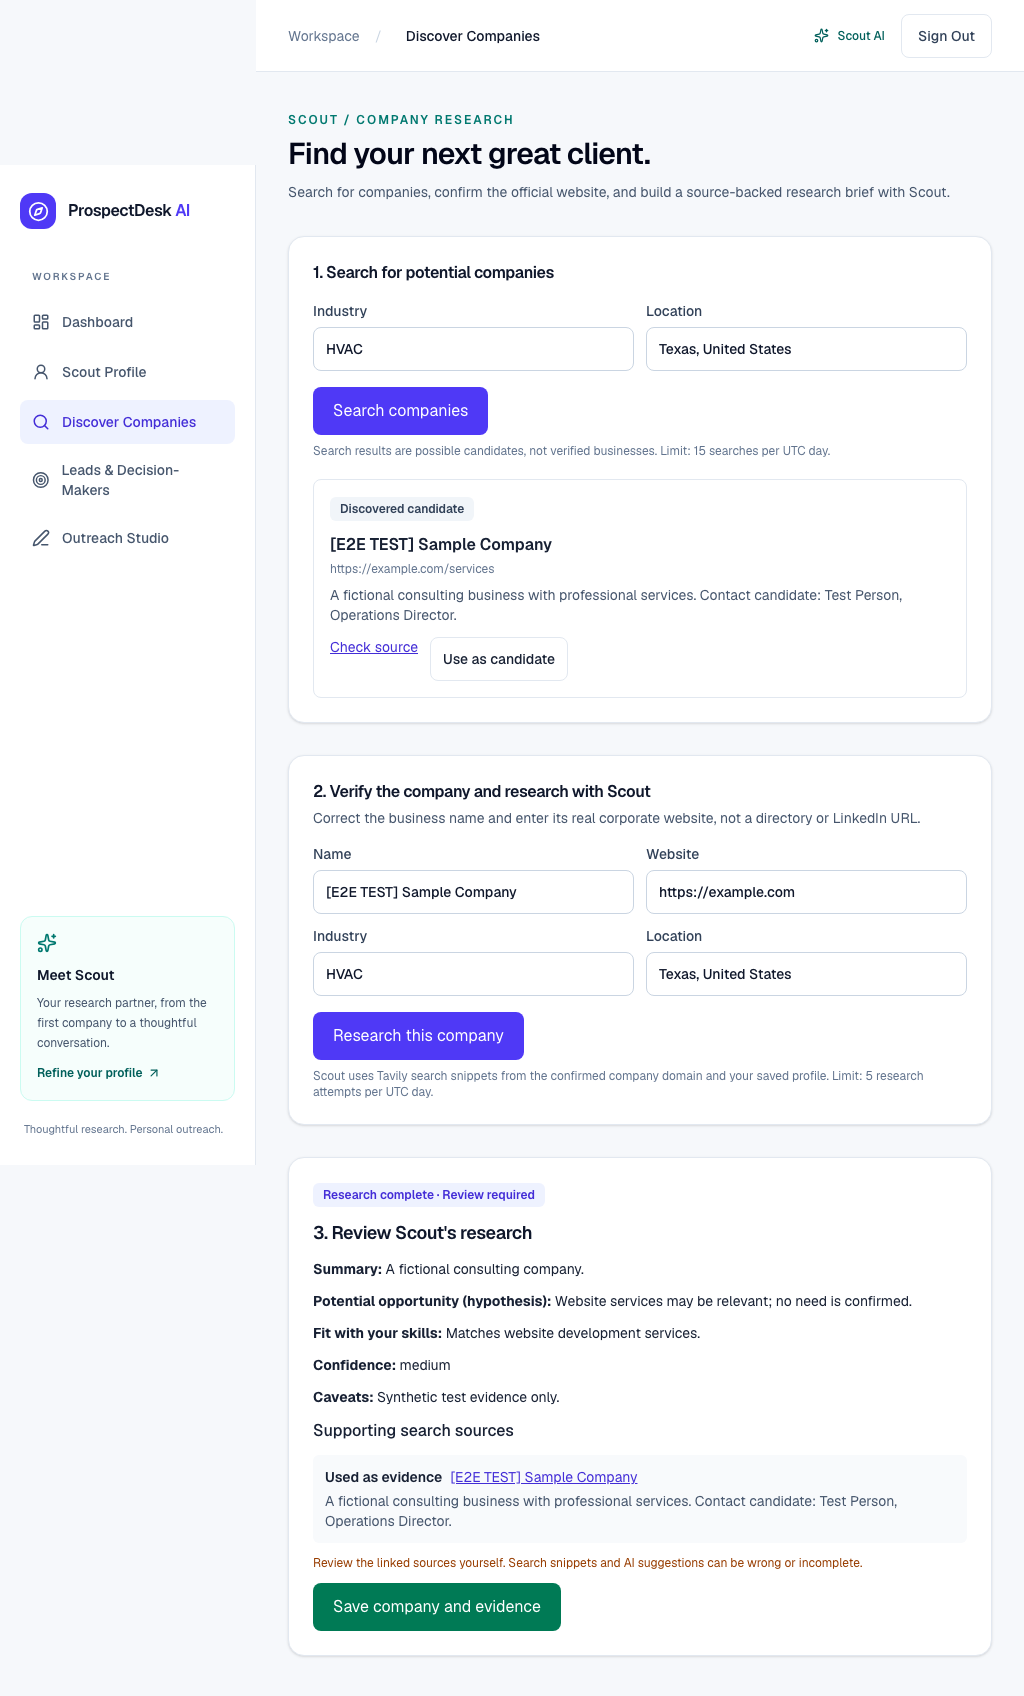 Workspace / Discover Companies
Scout AI
Sign Out
ProspectDesk AI
WORKSPACE
Dashboard
Scout Profile
Discover Companies
Leads & Decision-
Makers
Outreach Studio
Meet Scout
Your research partner, from the
first company to a thoughtful
conversation.
Refine your profile
Thoughtful research. Personal outreach.
SCOUT / COMPANY RESEARCH
Find your next great client.
Search for companies, confirm the official website, and build a source-backed research brief with Scout.
1. Search for potential companies
Industry
Location
HVAC
Texas, United States
Search companies
Search results are possible candidates, not verified businesses. Limit: 15 searches per UTC day.
Discovered candidate
[E2E TEST] Sample Company
https://example.com/services
A fictional consulting business with professional services. Contact candidate: Test Person,
Operations Director.
Check source
Use as candidate
2. Verify the company and research with Scout
Correct the business name and enter its real corporate website, not a directory or LinkedIn URL.
Name
Website
[E2E TEST] Sample Company
https://example.com
Industry
Location
HVAC
Texas, United States
Research this company
Scout uses Tavily search snippets from the confirmed company domain and your saved profile. Limit: 5 research
attempts per UTC day.
Research complete · Review required
3. Review Scout's research
Summary: A fictional consulting company.
Potential opportunity (hypothesis): Website services may be relevant; no need is confirmed.
Fit with your skills: Matches website development services.
Confidence: medium
Caveats: Synthetic test evidence only.
Supporting search sources
Used as evidence [E2E TEST] Sample Company
A fictional consulting business with professional services. Contact candidate: Test Person,
Operations Director.
Review the linked sources yourself. Search snippets and AI suggestions can be wrong or incomplete.
Save company and evidence